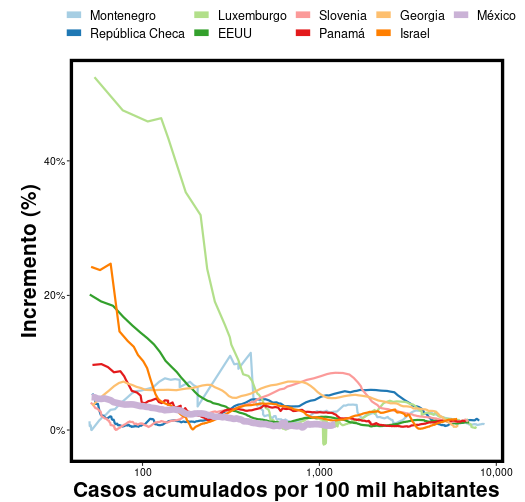 Montenegro Luxemburgo Slovenia Georgia México
República Checa EEUU Panamá Israel
Incremento (%)
40%
20%
0%
100 1,000 10,000
Casos acumulados por 100 mil habitantes